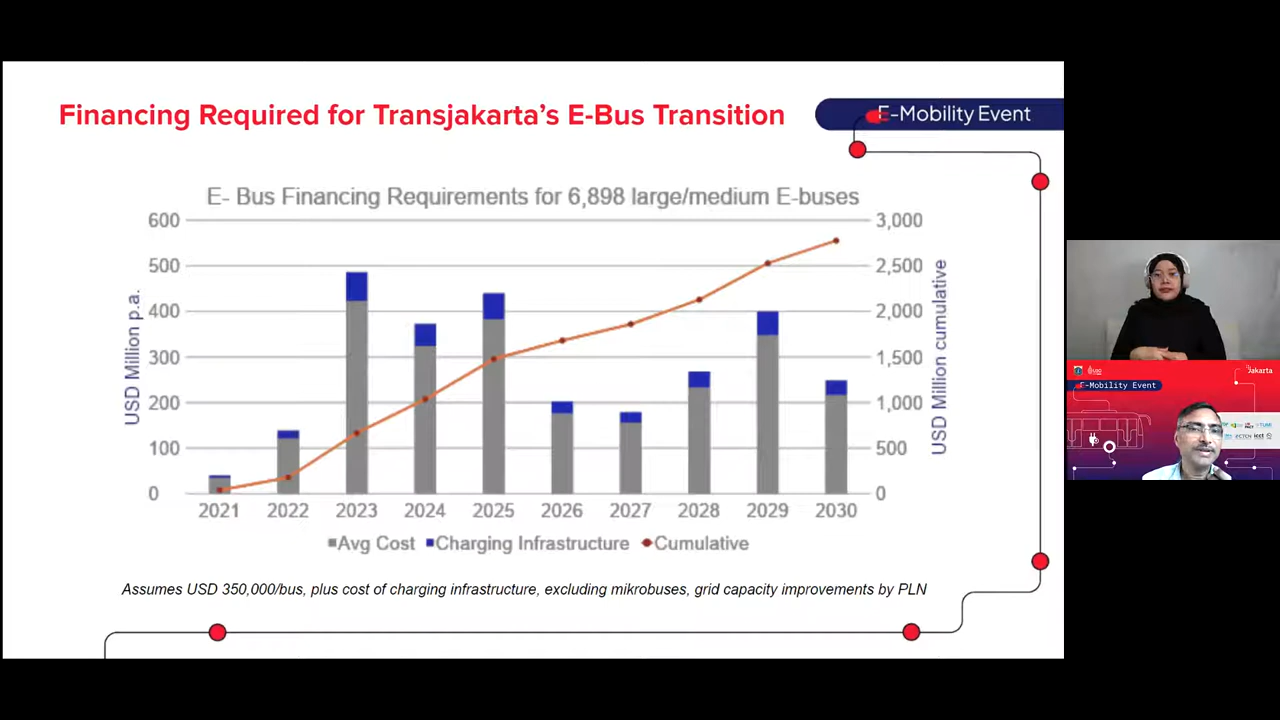 Financing Required for Transjakarta's E-Bus Transition
E-Mobility Event
E- Bus Financing Requirements for 6,898 large/medium E-buses
USD Million p.a.
600
500
400
300
200
100
0
3,000
2,500
2,000
1,500
1,000
500
0
USD Million cumulative
2021 2022 2023 2024 2025 2026 2027 2028 2029 2030
Avg Cost Charging Infrastructure Cumulative
Assumes USD 350,000/bus, plus cost of charging infrastructure, excluding mikrobuses, grid capacity improvements by PLN
Jakarta
E-Mobility Event